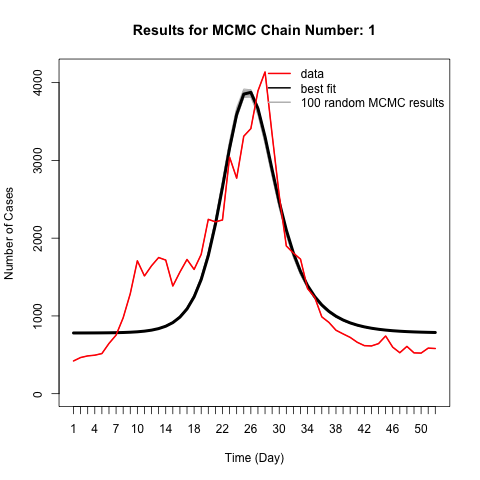 Results for MCMC Chain Number: 1
data
best fit
100 random MCMC results
Number of Cases
4000
3000
2000
1000
0
1 4 7 10 14 18 22 26 30 34 38 42 46 50
Time (Day)